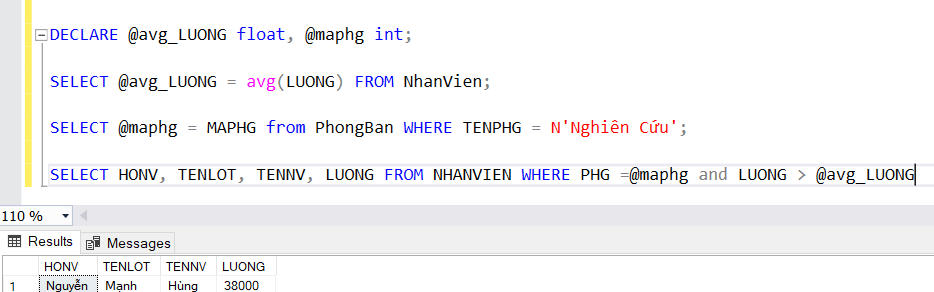 DECLARE @avg_LUONG float, @maphg int;
SELECT @avg_LUONG = avg(LUONG) FROM NhanVien;
SELECT @maphg = MAPHG from PhongBan WHERE TENPHG = N'Nghiên Cứu';
SELECT HONV, TENLOT, TENNV, LUONG FROM NHANVIEN WHERE PHG =@maphg and LUONG > @avg_LUONG
110 %
Results Messages
HONV TENLOT TENNV LUONG
1 Nguyễn Mạnh Hùng 38000